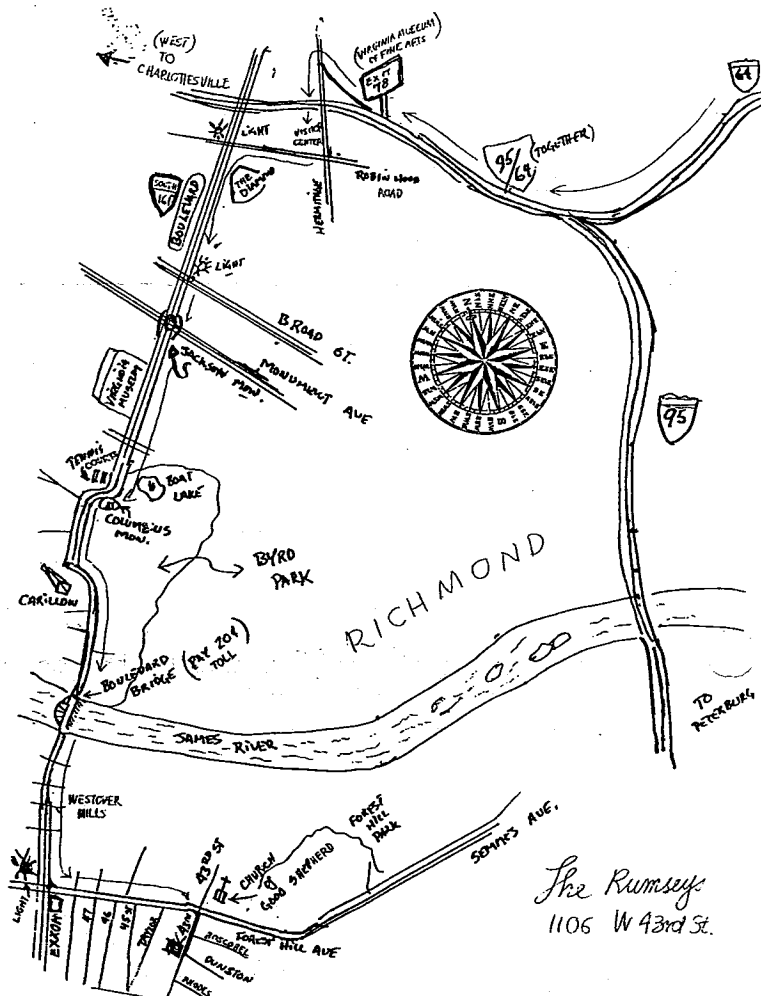 (WEST)
TO
CHARLOTTESVILLE
(VIRGINIA MUSEUM
OF FINE ARTS
EXIT
78
64
95/64
(TOGETHER)
LIGHT
VISITOR
CENTER
ROBIN HOOD
ROAD
HERMITAGE
THE DIAMOND
SOUTH
161
BOULEVARD
LIGHT
BROAD ST.
MONUMENT AVE
JACKSON MON.
VIRGINIA
MUSEUM
95
TENNIS
COURTS
BOAT
LAKE
COLUMBUS
MON.
BYRD
PARK
CARILLON
RICHMOND
BOULEVARD
BRIDGE (PAY 20¢
TOLL)
JAMES RIVER
TO
PETERBURG
WESTOVER
HILLS
FOREST
HILL
PARK
SEMMES AVE.
43RD ST
CHURCH
OF
GOOD SHEPHERD
LIGHT
EXXON
47
46
45TH
FOREST HILL AVE
DUNSTON
RHODES
The Rumseys
1106 W 43rd St.